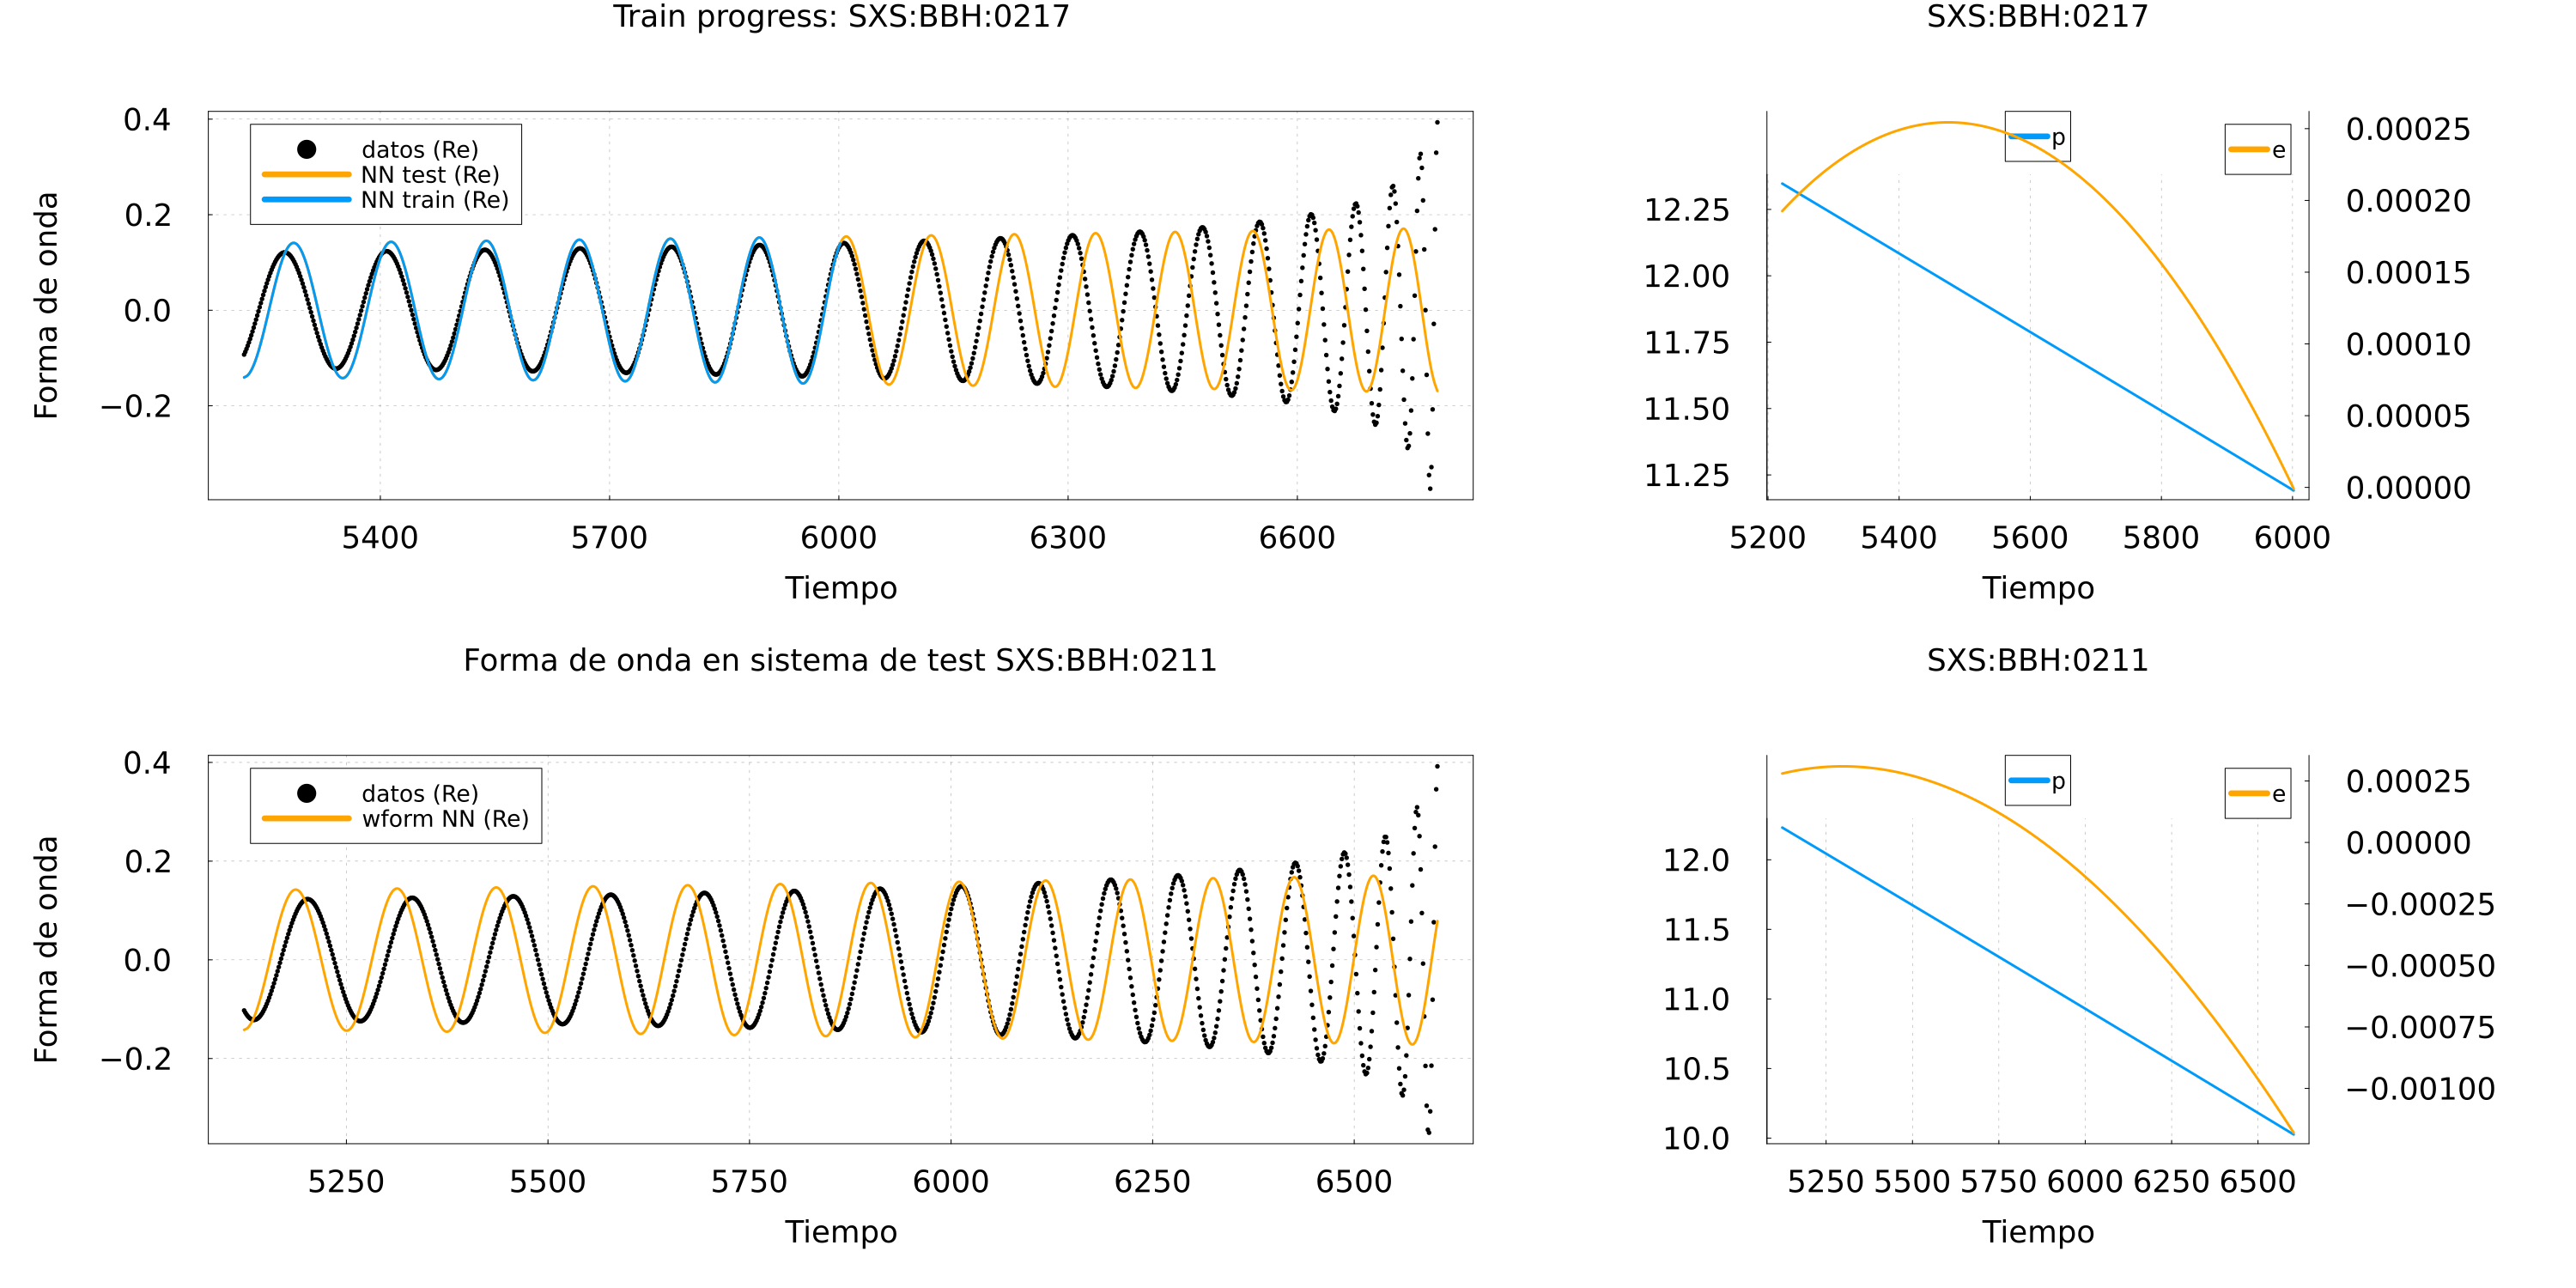 Train progress: SXS:BBH:0217
SXS:BBH:0217
Forma de onda
0.4
0.2
0.0
−0.2
datos (Re)
NN test (Re)
NN train (Re)
5400 5700 6000 6300 6600
Tiempo
12.25
12.00
11.75
11.50
11.25
p
e
0.00025
0.00020
0.00015
0.00010
0.00005
0.00000
5200 5400 5600 5800 6000
Tiempo
Forma de onda en sistema de test SXS:BBH:0211
SXS:BBH:0211
Forma de onda
0.4
0.2
0.0
−0.2
datos (Re)
wform NN (Re)
5250 5500 5750 6000 6250 6500
Tiempo
12.0
11.5
11.0
10.5
10.0
p
e
0.00025
0.00000
−0.00025
−0.00050
−0.00075
−0.00100
5250 5500 5750 6000 6250 6500
Tiempo